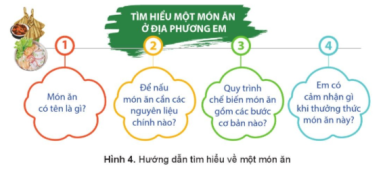 TÌM HIỂU MỘT MÓN ĂN
Ở ĐỊA PHƯƠNG EM
1
Món ăn
có tên là gì?
2
Để nấu
món ăn cần các
nguyên liệu
chính nào?
3
Quy trình
chế biến món ăn
gồm các bước
cơ bản nào?
4
Em có
cảm nhận gì
khi thưởng thức
món ăn này?
Hình 4. Hướng dẫn tìm hiểu về một món ăn